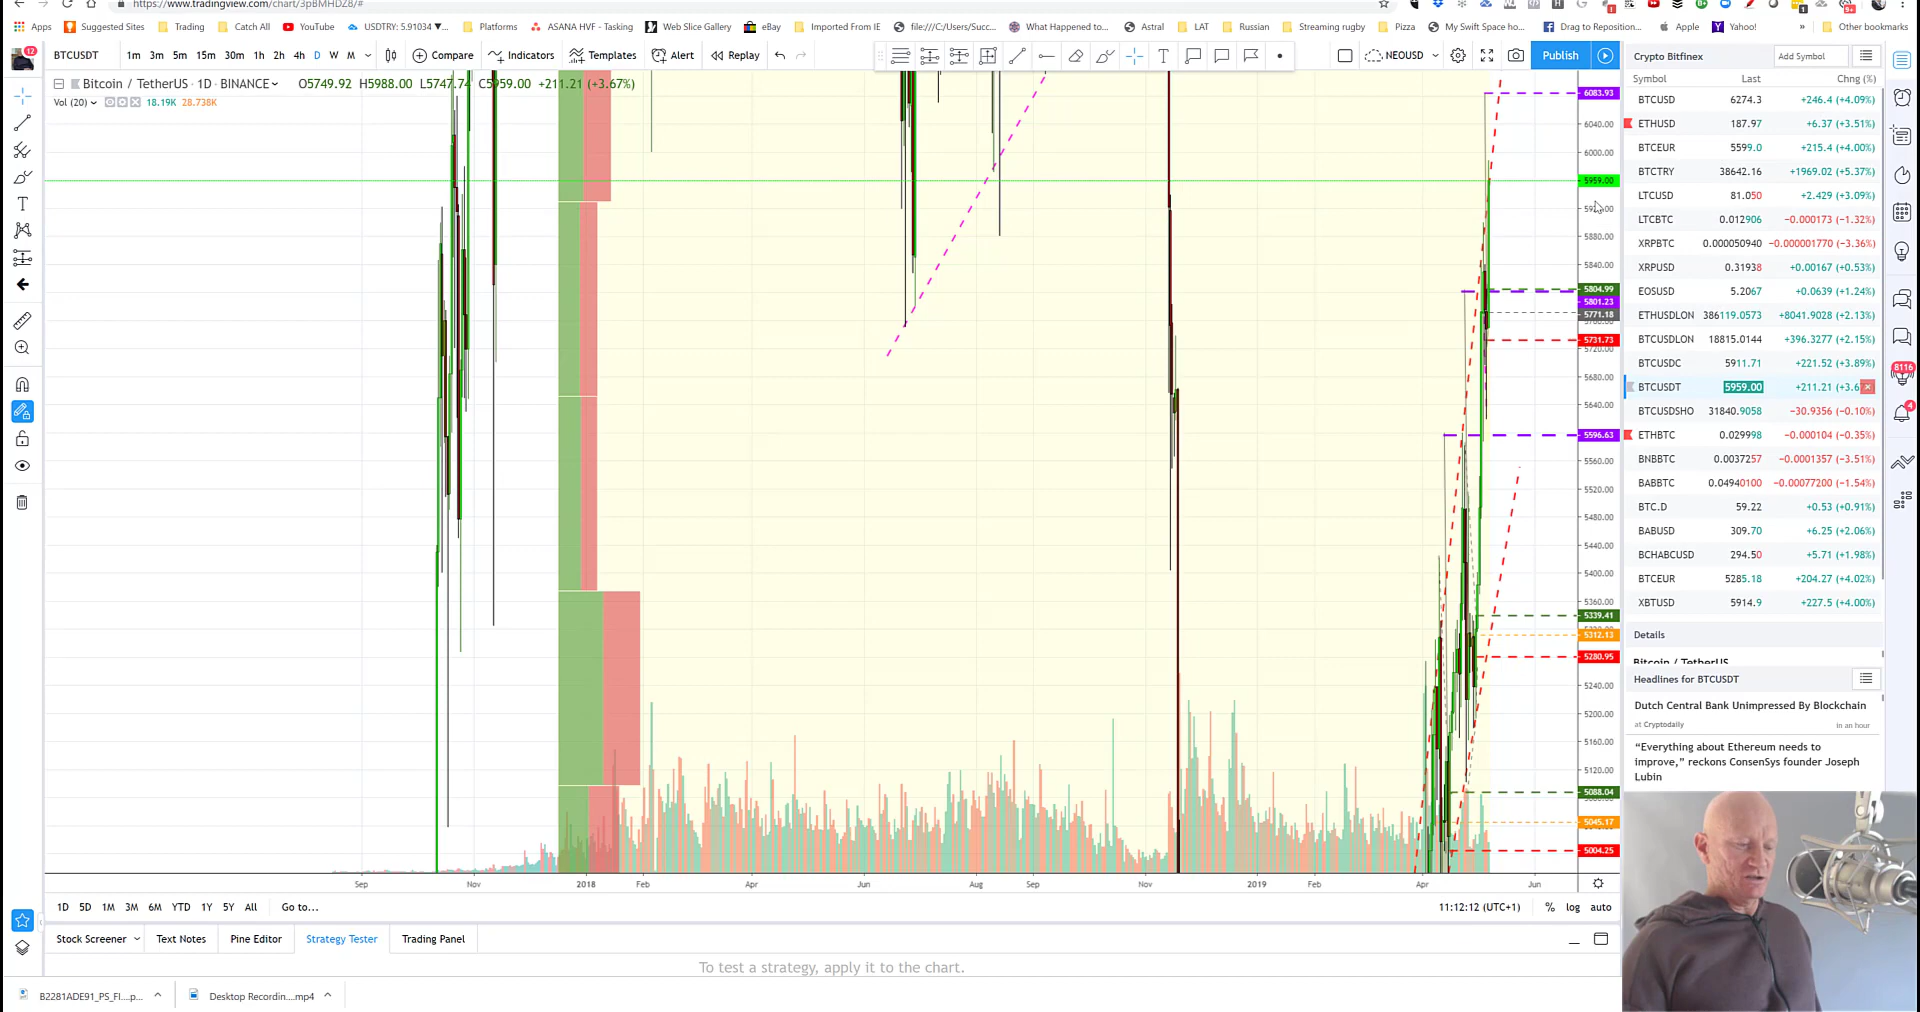 https://www.tradingview.com/chart/3pBMHDZ8/#
Apps Suggested Sites Trading Catch All YouTube USDTRY: 5.91034 ▼... Platforms ASANA HVF - Tasking Web Slice Gallery eBay Imported From IE file:///C:/Users/Succ... What Happened to... Astral LAT Russian Streaming rugby Pizza My Swift Space ho... Drag to Reposition... Apple Yahoo! » Other bookmarks
12
BTCUSDT 1m 3m 5m 15m 30m 1h 2h 4h D W M Compare Indicators Templates Alert Replay NEOUSD Publish
Bitcoin / TetherUS · 1D · BINANCE O5749.92 H5988.00 L5747.74 C5959.00 +211.21 (+3.67%)
Vol (20) 18.19K 28.738K
6083.93
6040.00
6000.00
5959.00
5880.00
5840.00
5804.99
5801.23
5771.18
5731.73
5720.00
5680.00
5640.00
5596.63
5560.00
5520.00
5480.00
5440.00
5400.00
5360.00
5339.41
5312.13
5280.95
5240.00
5200.00
5160.00
5120.00
5088.04
5045.17
5004.25
Sep Nov 2018 Feb Apr Jun Aug Sep Nov 2019 Feb Apr Jun
1D 5D 1M 3M 6M YTD 1Y 5Y All Go to... 11:12:12 (UTC+1) % log auto
Stock Screener Text Notes Pine Editor Strategy Tester Trading Panel
To test a strategy, apply it to the chart.
B2281ADE91_PS_FI....p... Desktop Recordin....mp4
Crypto Bitfinex Add Symbol
Symbol Last Chng (%)
BTCUSD 6274.3 +246.4 (+4.09%)
ETHUSD 187.97 +6.37 (+3.51%)
BTCEUR 5599.0 +215.4 (+4.00%)
BTCTRY 38642.16 +1969.02 (+5.37%)
LTCUSD 81.050 +2.429 (+3.09%)
LTCBTC 0.012906 −0.000173 (−1.32%)
XRPBTC 0.000050940 −0.000001770 (−3.36%)
XRPUSD 0.31938 +0.00167 (+0.53%)
EOSUSD 5.2067 +0.0639 (+1.24%)
ETHUSDLON 386119.0573 +8041.9028 (+2.13%)
BTCUSDLON 18815.0144 +396.3277 (+2.15%)
BTCUSDC 5911.71 +221.52 (+3.89%)
BTCUSDT 5959.00 +211.21 (+3.6
BTCUSDSHO 31840.9058 −30.9356 (−0.10%)
ETHBTC 0.029998 −0.000104 (−0.35%)
BNBBTC 0.0037257 −0.0001357 (−3.51%)
BABBTC 0.04940100 −0.00077200 (−1.54%)
BTC.D 59.22 +0.53 (+0.91%)
BABUSD 309.70 +6.25 (+2.06%)
BCHABCUSD 294.50 +5.71 (+1.98%)
BTCEUR 5285.18 +204.27 (+4.02%)
XBTUSD 5914.9 +227.5 (+4.00%)
Details
Bitcoin / TetherUS
Headlines for BTCUSDT
Dutch Central Bank Unimpressed By Blockchain
at Cryptodaily in an hour
"Everything about Ethereum needs to
improve," reckons ConsenSys founder Joseph
Lubin
8116
4